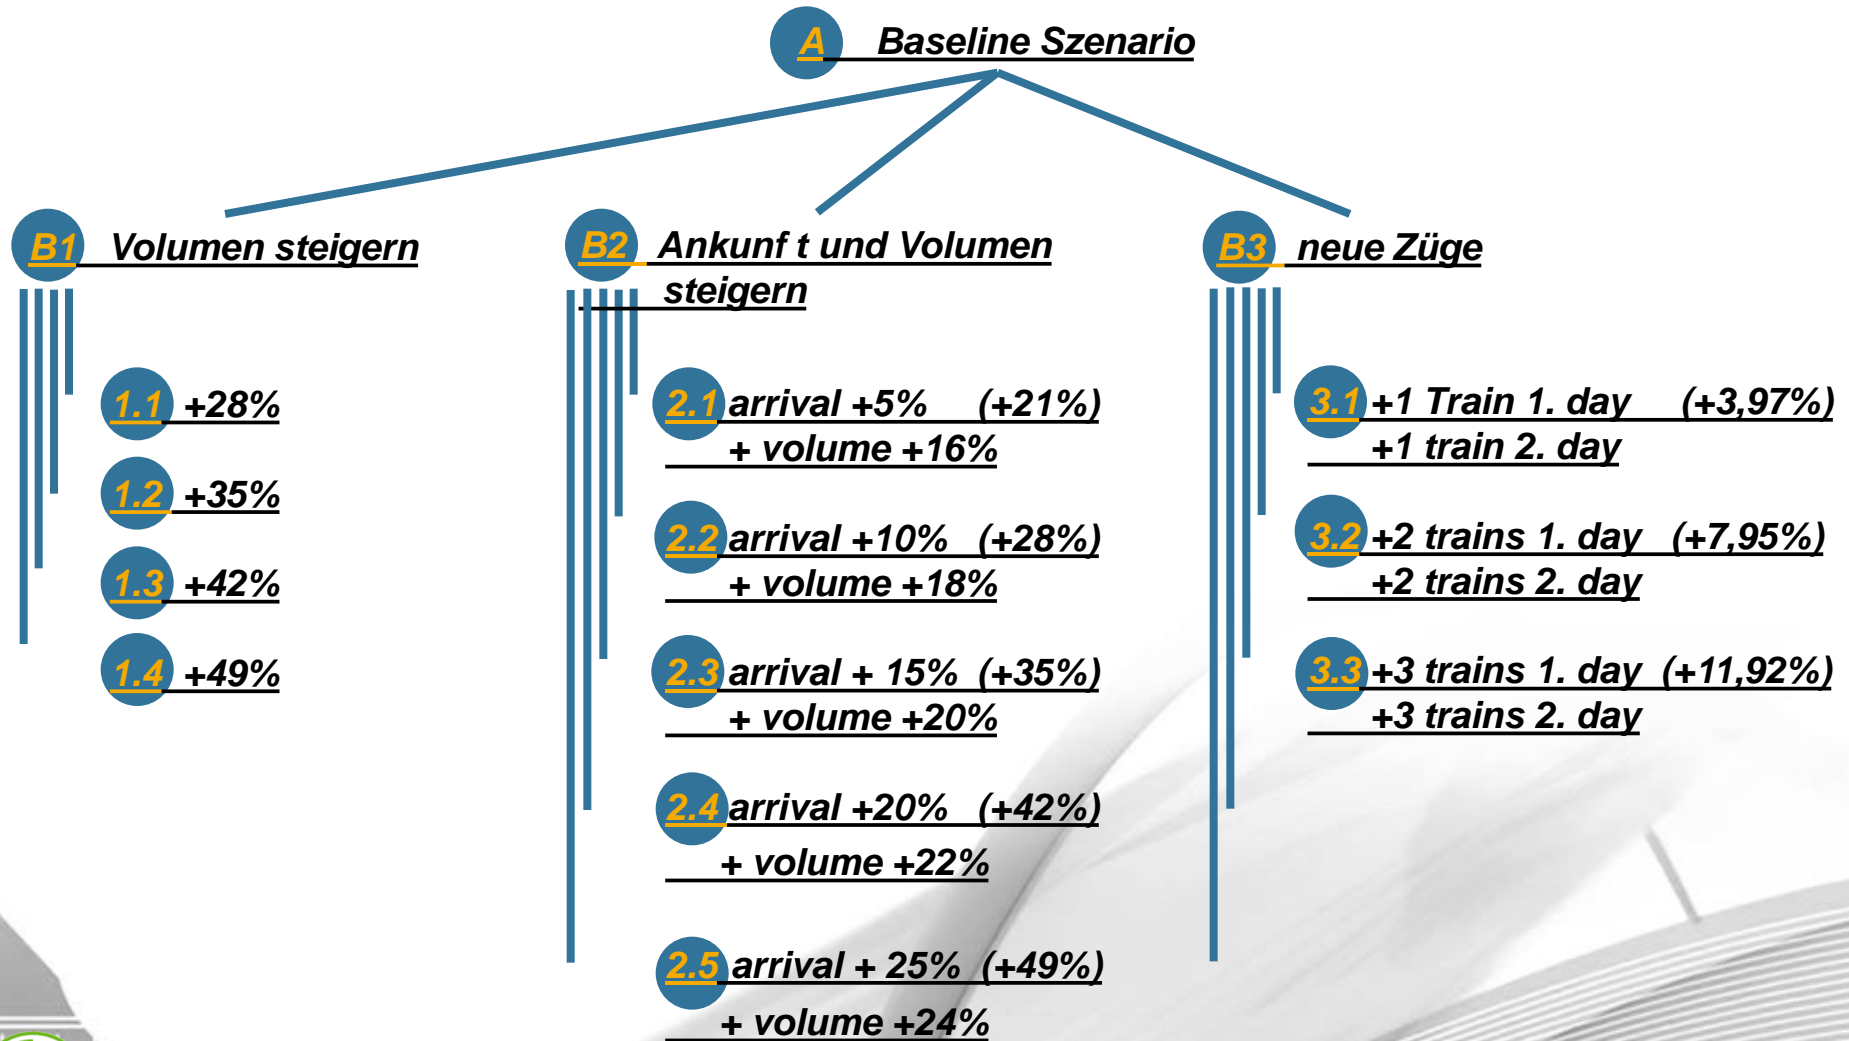 A Baseline Szenario
B1 Volumen steigern
1.1 +28%
1.2 +35%
1.3 +42%
1.4 +49%
B2 Ankunf t und Volumen
steigern
2.1 arrival +5% (+21%)
+ volume +16%
2.2 arrival +10% (+28%)
+ volume +18%
2.3 arrival + 15% (+35%)
+ volume +20%
2.4 arrival +20% (+42%)
+ volume +22%
2.5 arrival + 25% (+49%)
+ volume +24%
B3 neue Züge
3.1 +1 Train 1. day (+3,97%)
+1 train 2. day
3.2 +2 trains 1. day (+7,95%)
+2 trains 2. day
3.3 +3 trains 1. day (+11,92%)
+3 trains 2. day